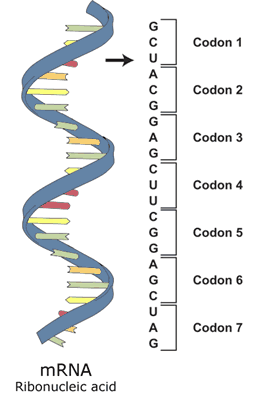 G
C
U
Codon 1
A
C
G
Codon 2
G
A
G
Codon 3
C
U
U
Codon 4
C
G
G
Codon 5
A
G
C
Codon 6
U
A
G
Codon 7
mRNA
Ribonucleic acid